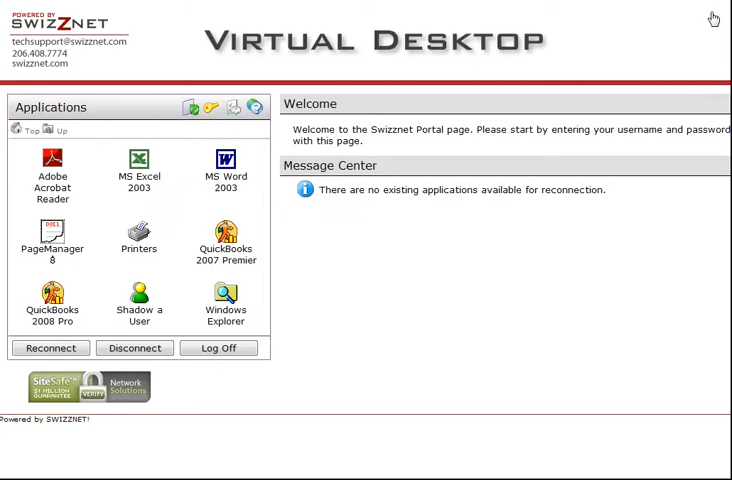 POWERED BY
SWIZZNET
techsupport@swizznet.com
206.408.7774
swizznet.com
VIRTUAL DESKTOP
Applications
Top Up
Adobe
Acrobat
Reader
MS Excel
2003
MS Word
2003
DOC1
PageManager
8
Printers
QuickBooks
2007 Premier
QuickBooks
2008 Pro
Shadow a
User
Windows
Explorer
Reconnect
Disconnect
Log Off
Welcome
Welcome to the Swizznet Portal page. Please start by entering your username and password
with this page.
Message Center
There are no existing applications available for reconnection.
SiteSafe™
$1 MILLION
GUARANTEE
VERIFY
Network
Solutions
Powered by SWIZZNET!